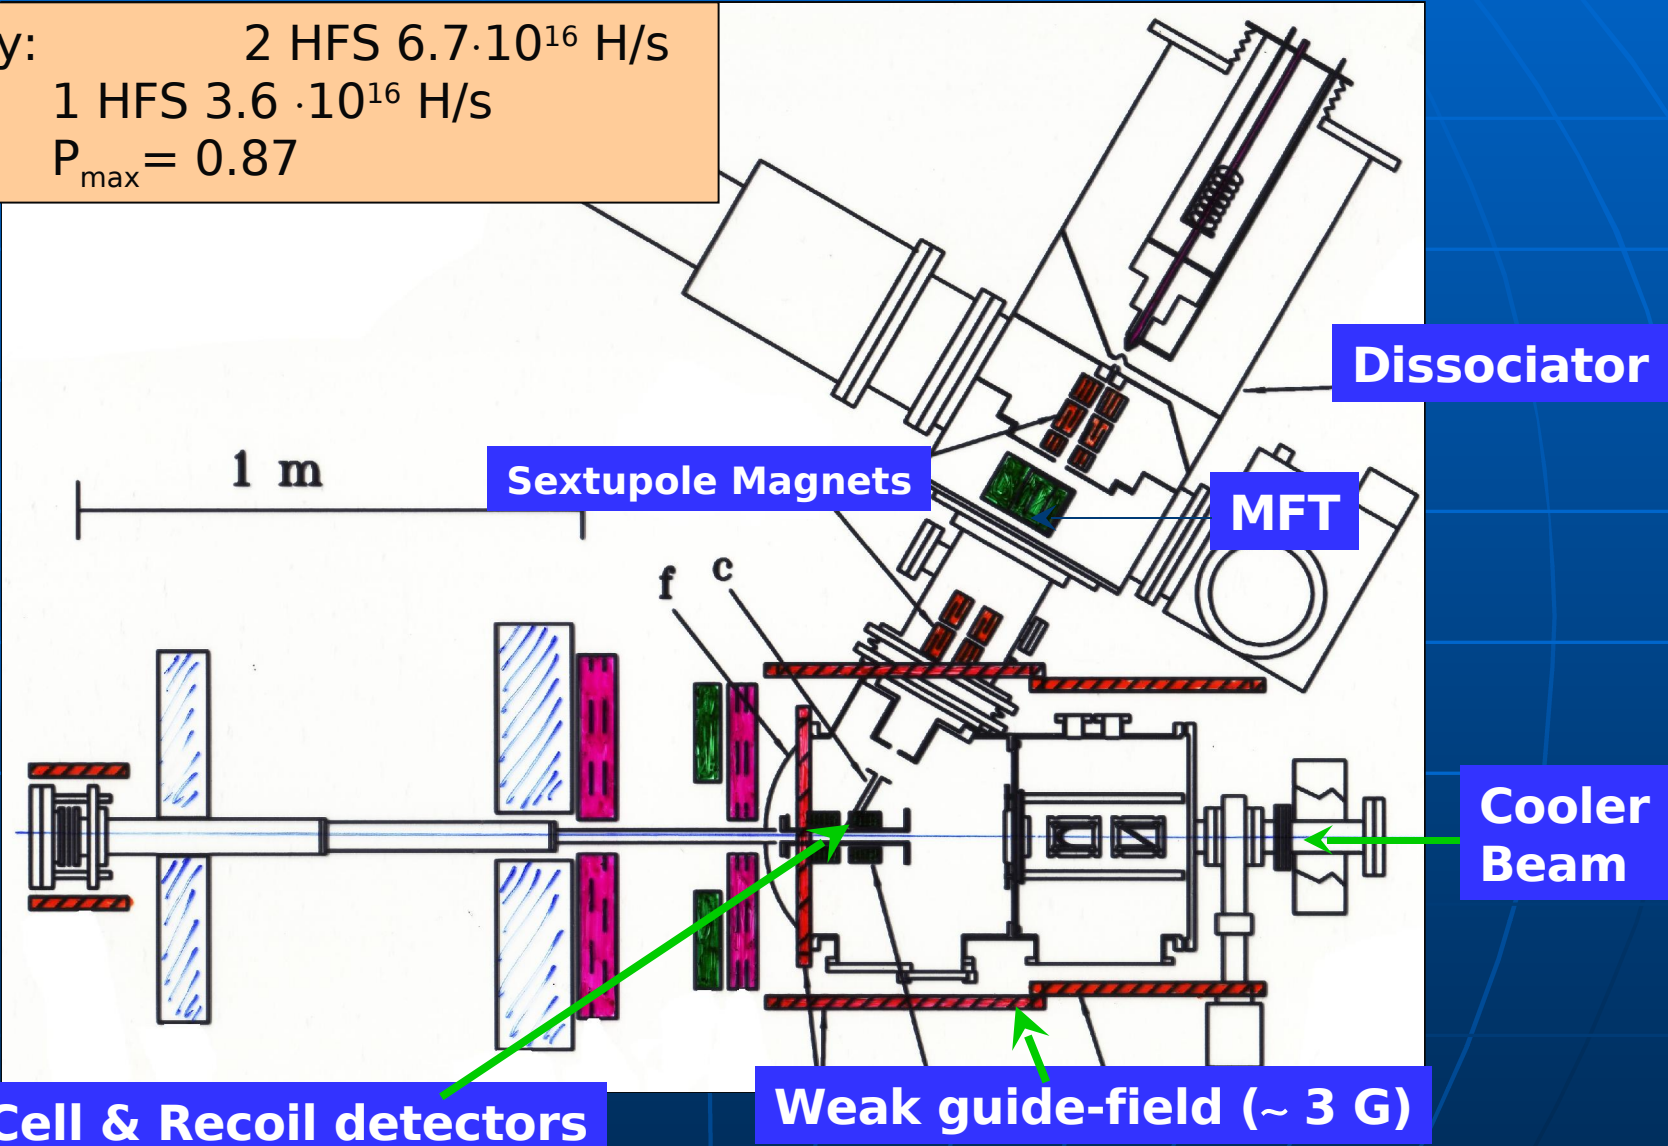 y: 2 HFS 6.7·10¹⁶ H/s
1 HFS 3.6 ·10¹⁶ H/s
Pmax= 0.87
Dissociator
1 m
Sextupole Magnets
MFT
f c
Cooler
Beam
Weak guide-field (~ 3 G)
Cell & Recoil detectors